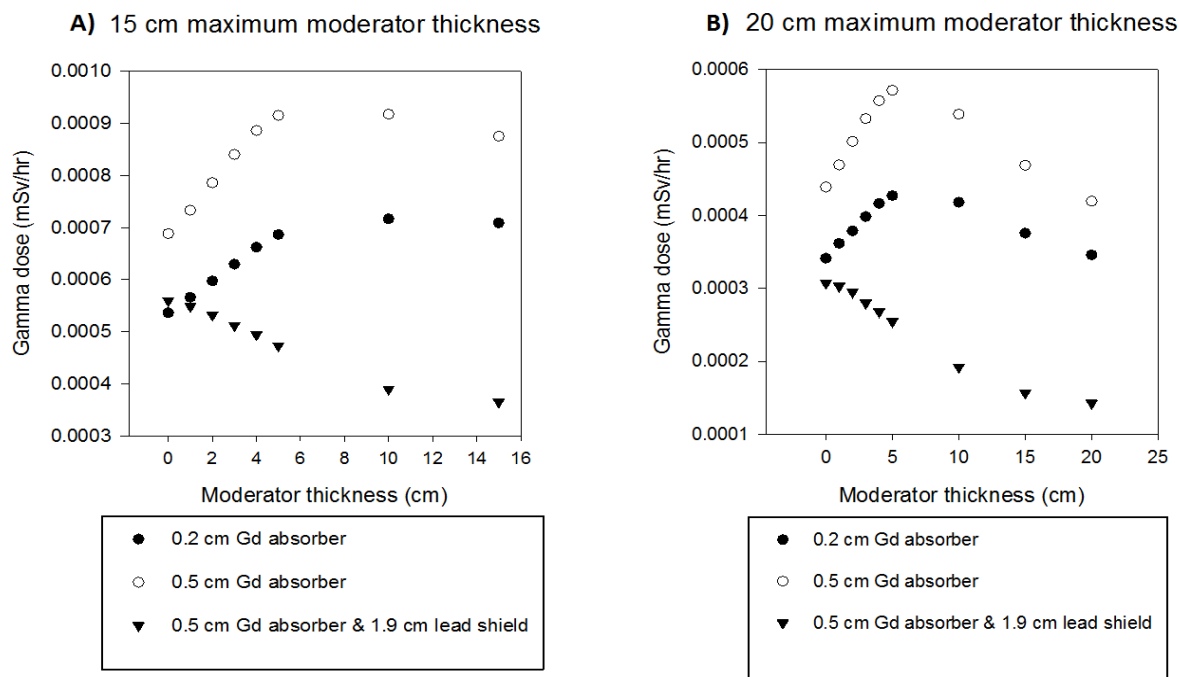 A) 15 cm maximum moderator thickness
0.0010
0.0009
0.0008
0.0007
0.0006
0.0005
0.0004
0.0003
Gamma dose (mSv/hr)
0 2 4 6 8 10 12 14 16
Moderator thickness (cm)
0.2 cm Gd absorber
0.5 cm Gd absorber
0.5 cm Gd absorber & 1.9 cm lead shield
B) 20 cm maximum moderator thickness
0.0006
0.0005
0.0004
0.0003
0.0002
0.0001
Gamma dose (mSv/hr)
0 5 10 15 20 25
Moderator thickness (cm)
0.2 cm Gd absorber
0.5 cm Gd absorber
0.5 cm Gd absorber & 1.9 cm lead shield